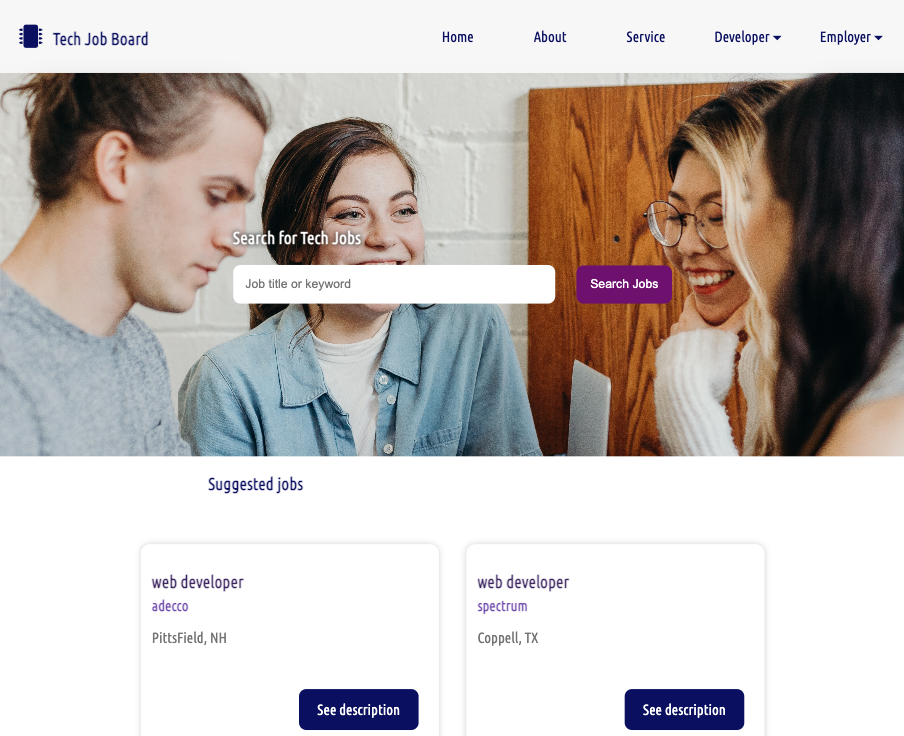 Tech Job Board
Home About Service Developer Employer
Search for Tech Jobs
Job title or keyword Search Jobs
Suggested jobs
web developer
adecco
PittsField, NH
See description
web developer
spectrum
Coppell, TX
See description